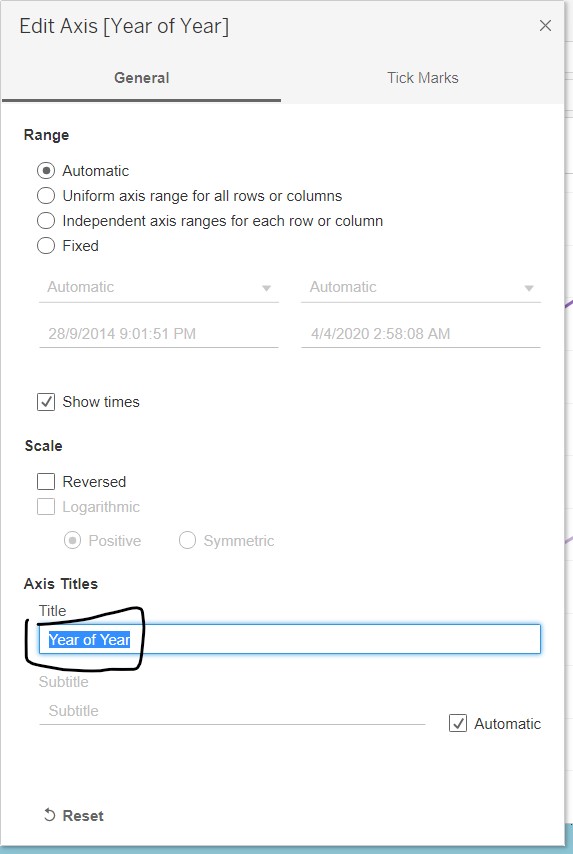 Edit Axis [Year of Year]
General Tick Marks
Range
Automatic
Uniform axis range for all rows or columns
Independent axis ranges for each row or column
Fixed
Automatic Automatic
28/9/2014 9:01:51 PM 4/4/2020 2:58:08 AM
Show times
Scale
Reversed
Logarithmic
Positive Symmetric
Axis Titles
Title
Year of Year
Subtitle
Subtitle
Automatic
Reset